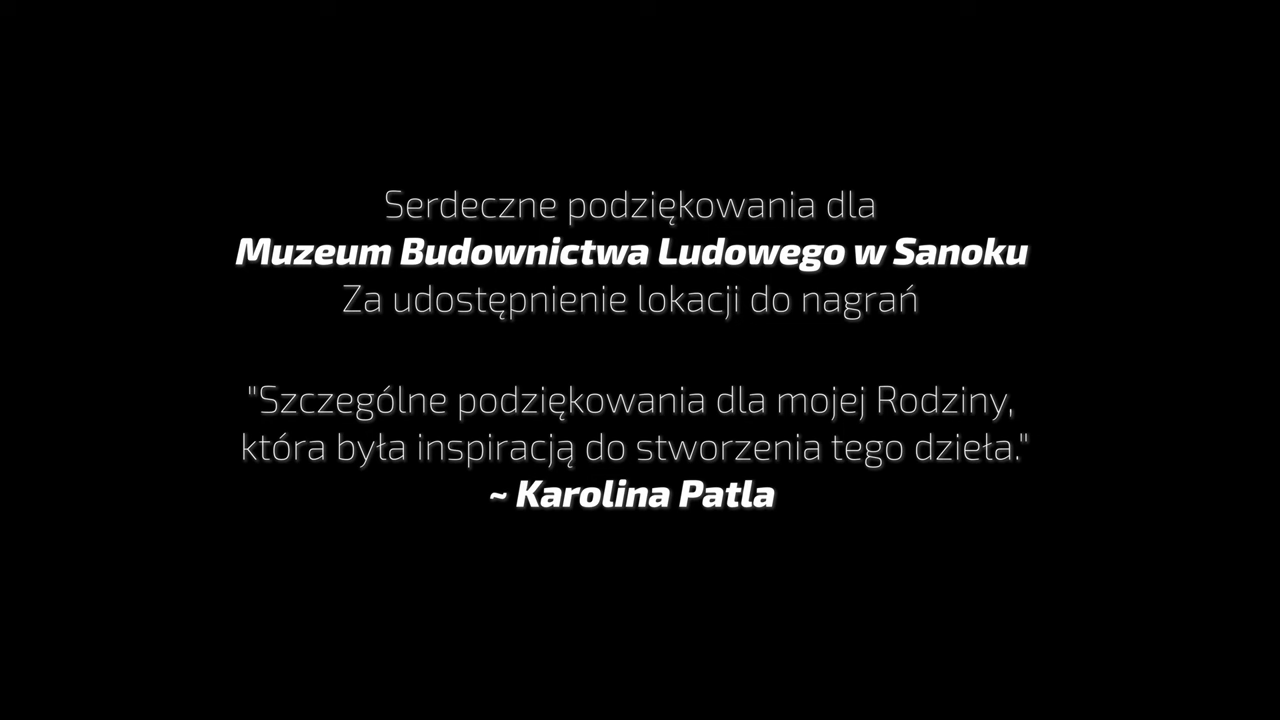 Serdeczne podziękowania dla
Muzeum Budownictwa Ludowego w Sanoku
Za udostępnienie lokacji do nagrań
"Szczególne podziękowania dla mojej Rodziny,
która była inspiracją do stworzenia tego dzieła."
~ Karolina Patla